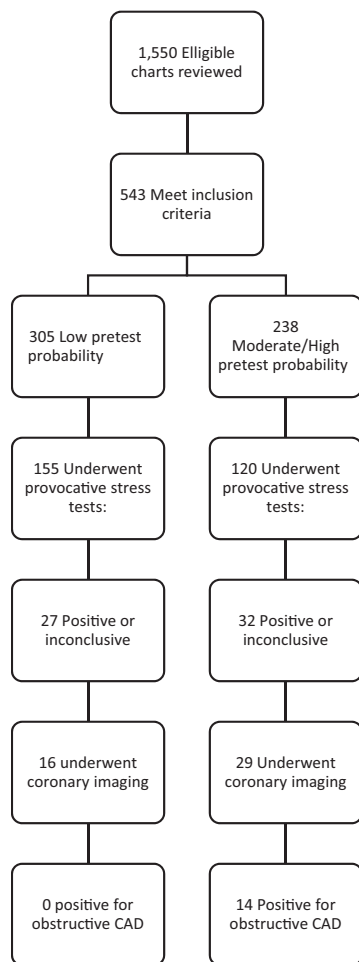 1,550 Elligible
charts reviewed
543 Meet inclusion
criteria
305 Low pretest
probability
238
Moderate/High
pretest probability
155 Underwent
provocative stress
tests:
120 Underwent
provocative stress
tests:
27 Positive or
inconclusive
32 Positive or
inconclusive
16 underwent
coronary imaging
29 Underwent
coronary imaging
0 positive for
obstructive CAD
14 Positive for
obstructive CAD